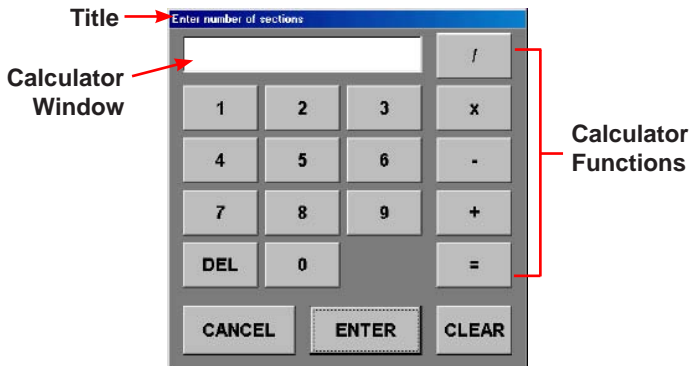 Title
Enter number of sections
Calculator
Window
/
1 2 3 x
4 5 6 -
7 8 9 +
DEL 0 =
CANCEL ENTER CLEAR
Calculator
Functions